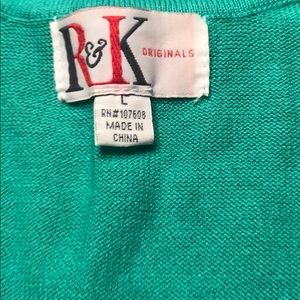 R&K ORIGINALS
L
RN#107608
MADE IN
CHINA